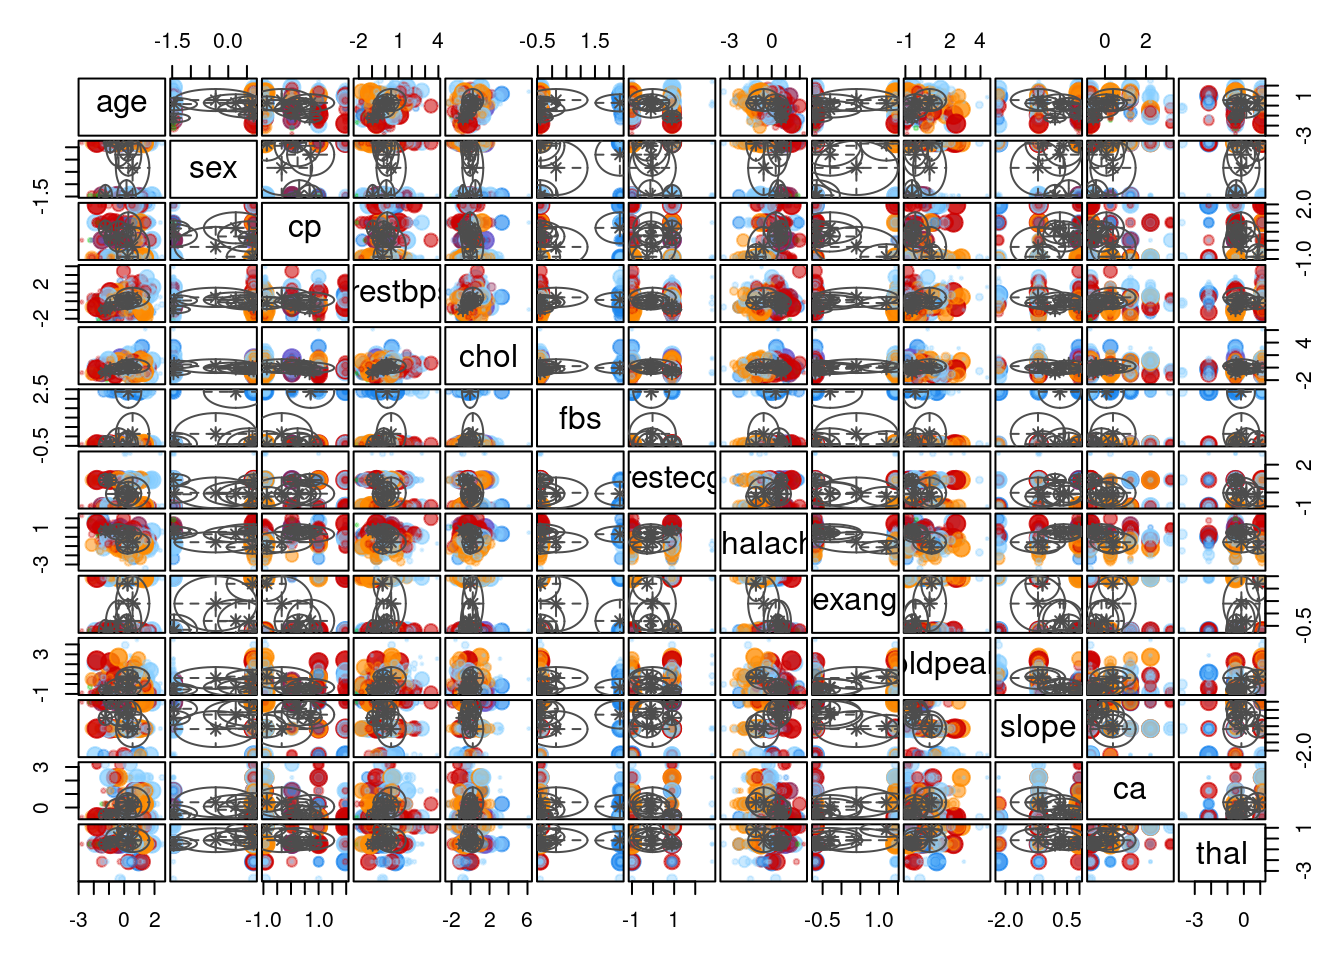 -1.5 0.0 -2 1 4 -0.5 1.5 -3 0 -1 2 4 0 2
age 1 -3
-1.5 sex
cp 2.0 -1.0
2 -2 restbps
chol 4 -2
2.5 -0.5 fbs
restecg 2 -1
1 -3 halach
exang -0.5
3 -1 oldpeak
slope -2.0
3 0 ca
thal 1 -3
-3 0 2 -1.0 1.0 -2 2 6 -1 1 -0.5 1.0 -2.0 0.5 -3 0